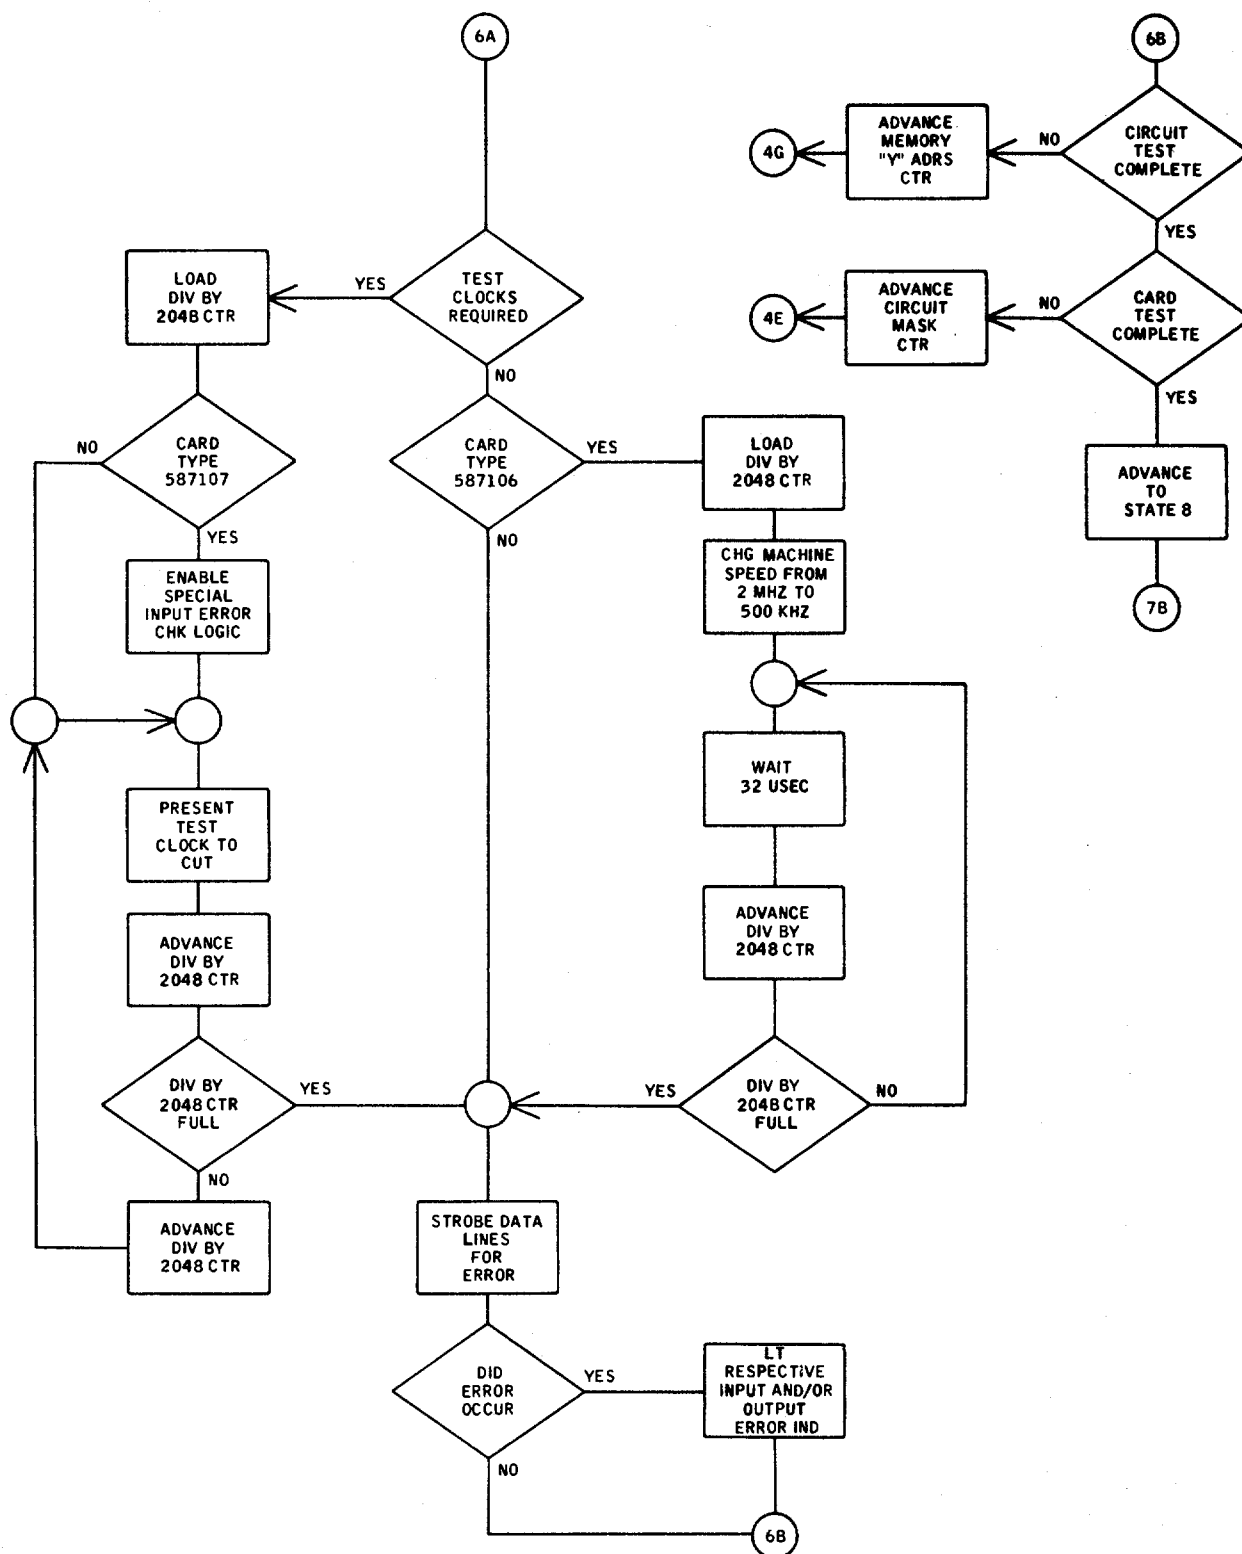 6A
TEST
CLOCKS
REQUIRED
YES
NO
LOAD
DIV BY
2048 CTR
CARD
TYPE
587107
NO
YES
ENABLE
SPECIAL
INPUT ERROR
CHK LOGIC
PRESENT
TEST
CLOCK TO
CUT
ADVANCE
DIV BY
2048 CTR
DIV BY
2048 CTR
FULL
YES
NO
ADVANCE
DIV BY
2048 CTR
CARD
TYPE
587106
YES
NO
LOAD
DIV BY
2048 CTR
CHG MACHINE
SPEED FROM
2 MHZ TO
500 KHZ
WAIT
32 USEC
ADVANCE
DIV BY
2048 CTR
DIV BY
2048 CTR
FULL
YES
NO
STROBE DATA
LINES
FOR
ERROR
DID
ERROR
OCCUR
YES
NO
LT
RESPECTIVE
INPUT AND/OR
OUTPUT
ERROR IND
6B
6B
CIRCUIT
TEST
COMPLETE
NO
YES
ADVANCE
MEMORY
"Y" ADRS
CTR
4G
CARD
TEST
COMPLETE
NO
YES
ADVANCE
CIRCUIT
MASK
CTR
4E
ADVANCE
TO
STATE 8
7B